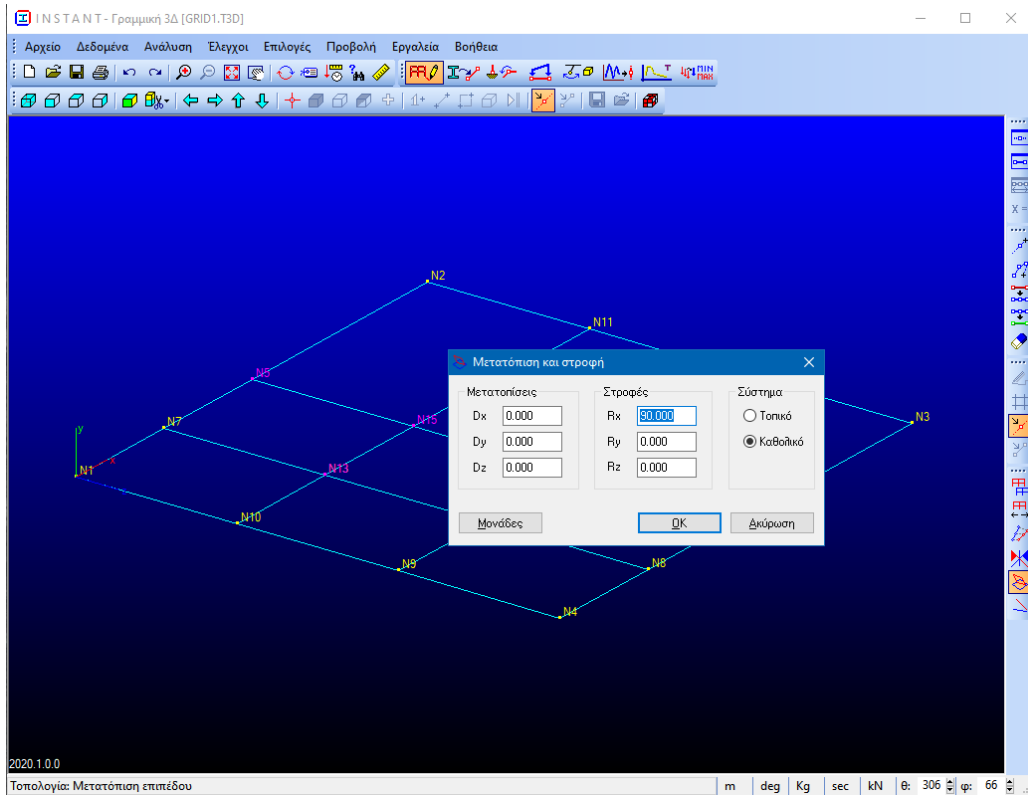 I N S T A N T - Γραμμική 3Δ [GRID1.T3D]
Αρχείο Δεδομένα Ανάλυση Έλεγχοι Επιλογές Προβολή Εργαλεία Βοήθεια
MIN
MAX
X =
N2
N11
Μετατόπιση και στροφή
Μετατοπίσεις Στροφές Σύστημα
Dx 0.000 Rx 90.000 Τοπικό
Dy 0.000 Ry 0.000 Καθολικό
Dz 0.000 Rz 0.000
Μονάδες OK Ακύρωση
N3
N7
N15
y
x
N1
N13
N10
N9
N8
N4
2020.1.0.0
Τοπολογία: Μετατόπιση επιπέδου m deg Kg sec kN θ: 306 φ: 66